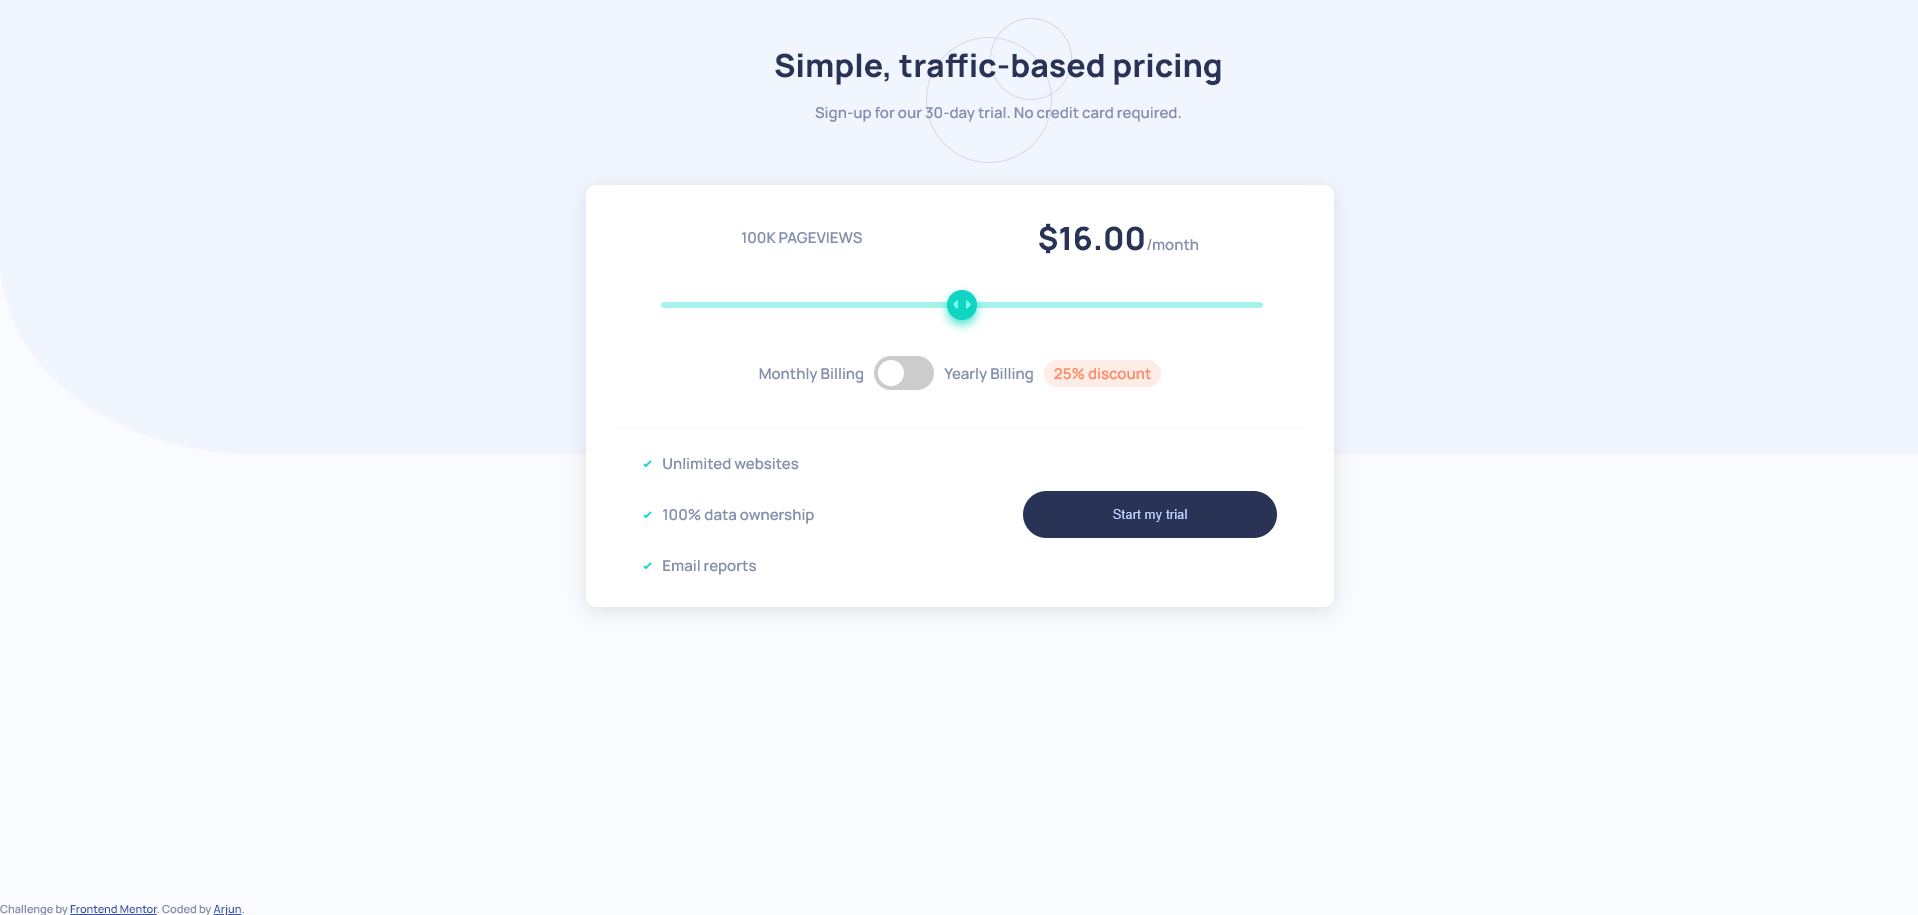 Simple, traffic-based pricing
Sign-up for our 30-day trial. No credit card required.
100K PAGEVIEWS
$16.00/month
Monthly Billing
Yearly Billing
25% discount
Unlimited websites
100% data ownership
Email reports
Start my trial
Challenge by Frontend Mentor. Coded by Arjun.